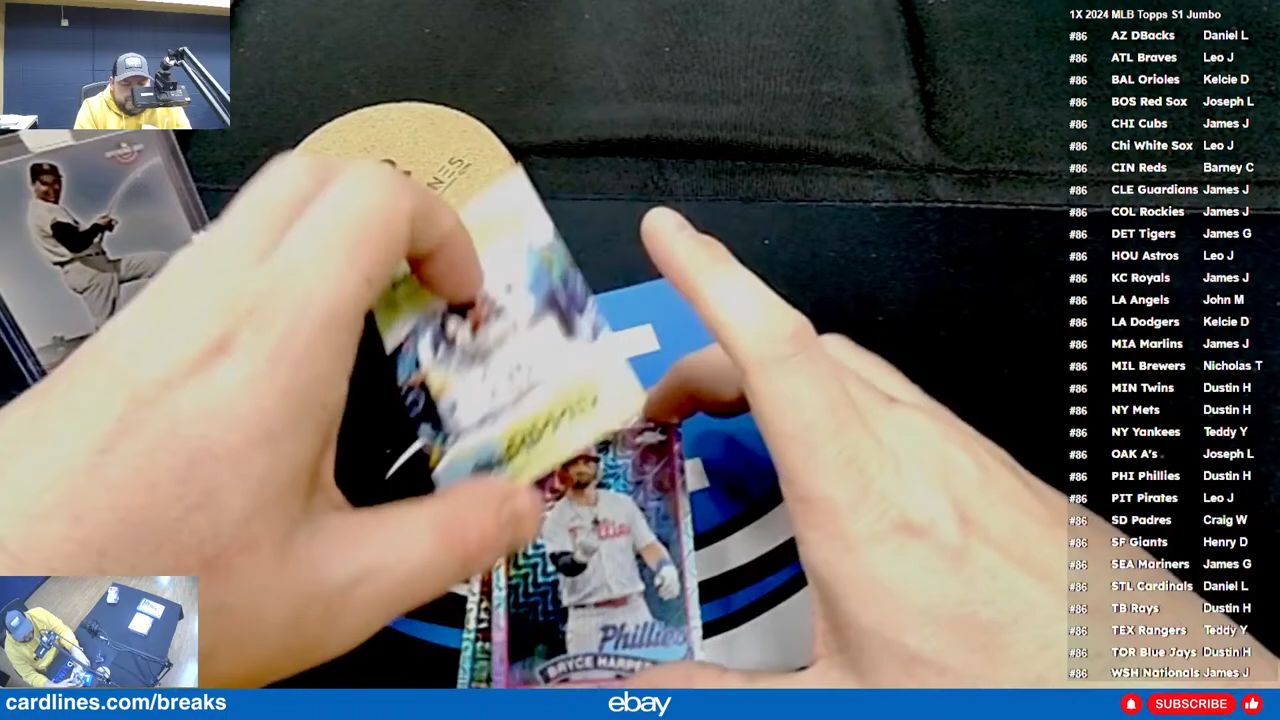 1X 2024 MLB Topps S1 Jumbo
#86 AZ DBacks Daniel L
#86 ATL Braves Leo J
#86 BAL Orioles Kelcie D
#86 BOS Red Sox Joseph L
#86 CHI Cubs James J
#86 Chi White Sox Leo J
#86 CIN Reds Barney C
#86 CLE Guardians James J
#86 COL Rockies James J
#86 DET Tigers James G
#86 HOU Astros Leo J
#86 KC Royals James J
#86 LA Angels John M
#86 LA Dodgers Kelcie D
#86 MIA Marlins James J
#86 MIL Brewers Nicholas T
#86 MIN Twins Dustin H
#86 NY Mets Dustin H
#86 NY Yankees Teddy Y
#86 OAK A's Joseph L
#86 PHI Phillies Dustin H
#86 PIT Pirates Leo J
#86 SD Padres Craig W
#86 SF Giants Henry D
#86 SEA Mariners James G
#86 STL Cardinals Daniel L
#86 TB Rays Dustin H
#86 TEX Rangers Teddy Y
#86 TOR Blue Jays Dustin H
#86 WSH Nationals James J
NES
Phillies
BRYCE HARPE
cardlines.com/breaks
ebay
SUBSCRIBE